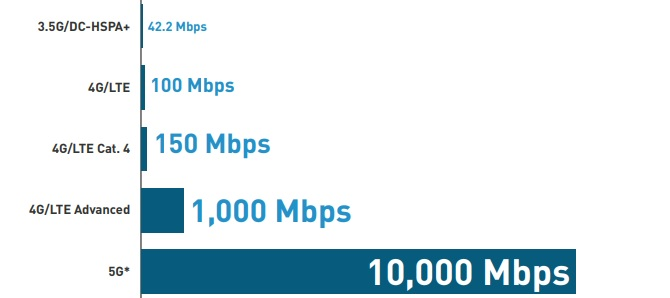 3.5G/DC-HSPA+ 42.2 Mbps
4G/LTE 100 Mbps
4G/LTE Cat. 4 150 Mbps
4G/LTE Advanced 1,000 Mbps
5G* 10,000 Mbps